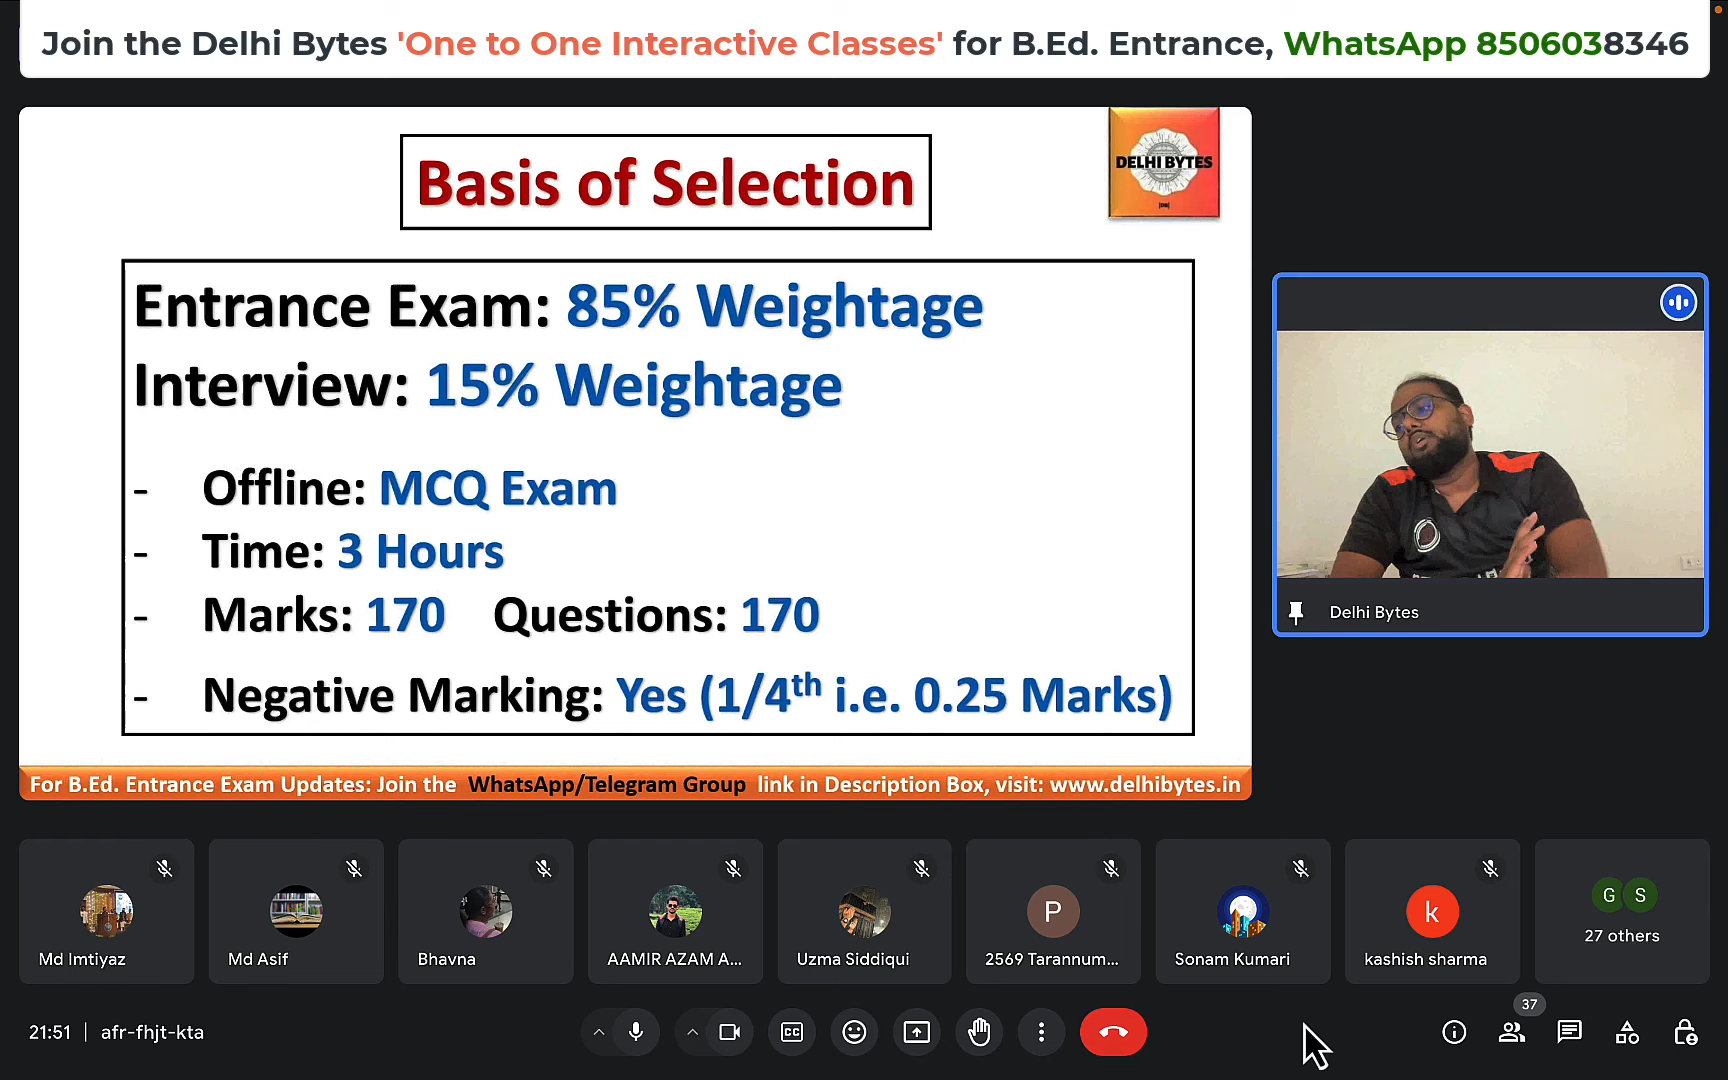 Join the Delhi Bytes 'One to One Interactive Classes' for B.Ed. Entrance, WhatsApp 8506038346
Basis of Selection
DELHI BYTES
|DB|
Entrance Exam: 85% Weightage
Interview: 15% Weightage
- Offline: MCQ Exam
- Time: 3 Hours
- Marks: 170 Questions: 170
- Negative Marking: Yes (1/4th i.e. 0.25 Marks)
For B.Ed. Entrance Exam Updates: Join the WhatsApp/Telegram Group link in Description Box, visit: www.delhibytes.in
Delhi Bytes
P
k
G S
27 others
Md Imtiyaz
Md Asif
Bhavna
AAMIR AZAM A...
Uzma Siddiqui
2569 Tarannum...
Sonam Kumari
kashish sharma
37
21:51 | afr-fhjt-kta
CC